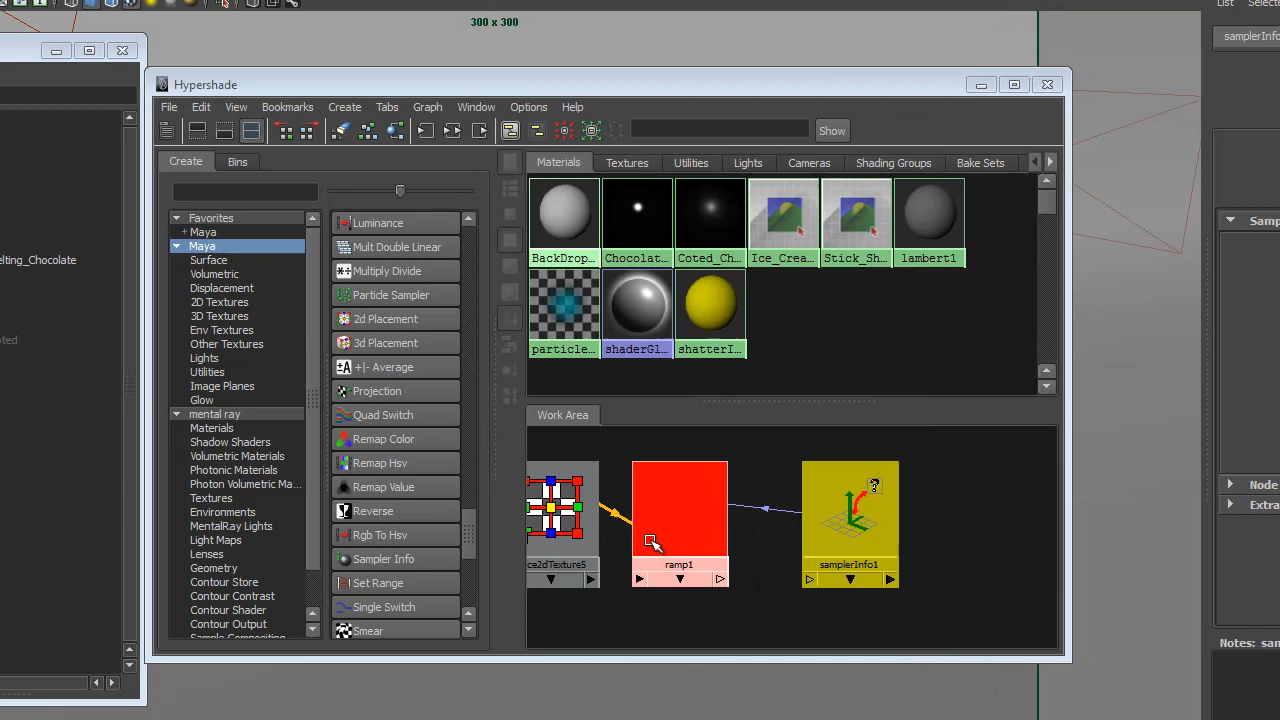 300 x 300
List Selec
samplerInfo
Hypershade
File Edit View Bookmarks Create Tabs Graph Window Options Help
Show
Create Bins
Materials Textures Utilities Lights Cameras Shading Groups Bake Sets
Favorites
Maya
Maya
Surface
Volumetric
Displacement
2D Textures
3D Textures
Env Textures
Other Textures
Lights
Utilities
Image Planes
Glow
mental ray
Materials
Shadow Shaders
Volumetric Materials
Photonic Materials
Photon Volumetric Ma...
Textures
Environments
MentalRay Lights
Light Maps
Lenses
Geometry
Contour Store
Contour Contrast
Contour Shader
Contour Output
Sample Compositing
Luminance
Mult Double Linear
Multiply Divide
Particle Sampler
2d Placement
3d Placement
+/- Average
Projection
Quad Switch
Remap Color
Remap Hsv
Remap Value
Reverse
Rgb To Hsv
Sampler Info
Set Range
Single Switch
Smear
BackDrop... Chocolat... Coted_Ch... Ice_Crea... Stick_Sh... lambert1
particle... shaderGl... shatterI...
Work Area
ce2dTexture5 ramp1 samplerInfo1
elting_Chocolate
oted
Samp
Node
Extra
Notes: sam